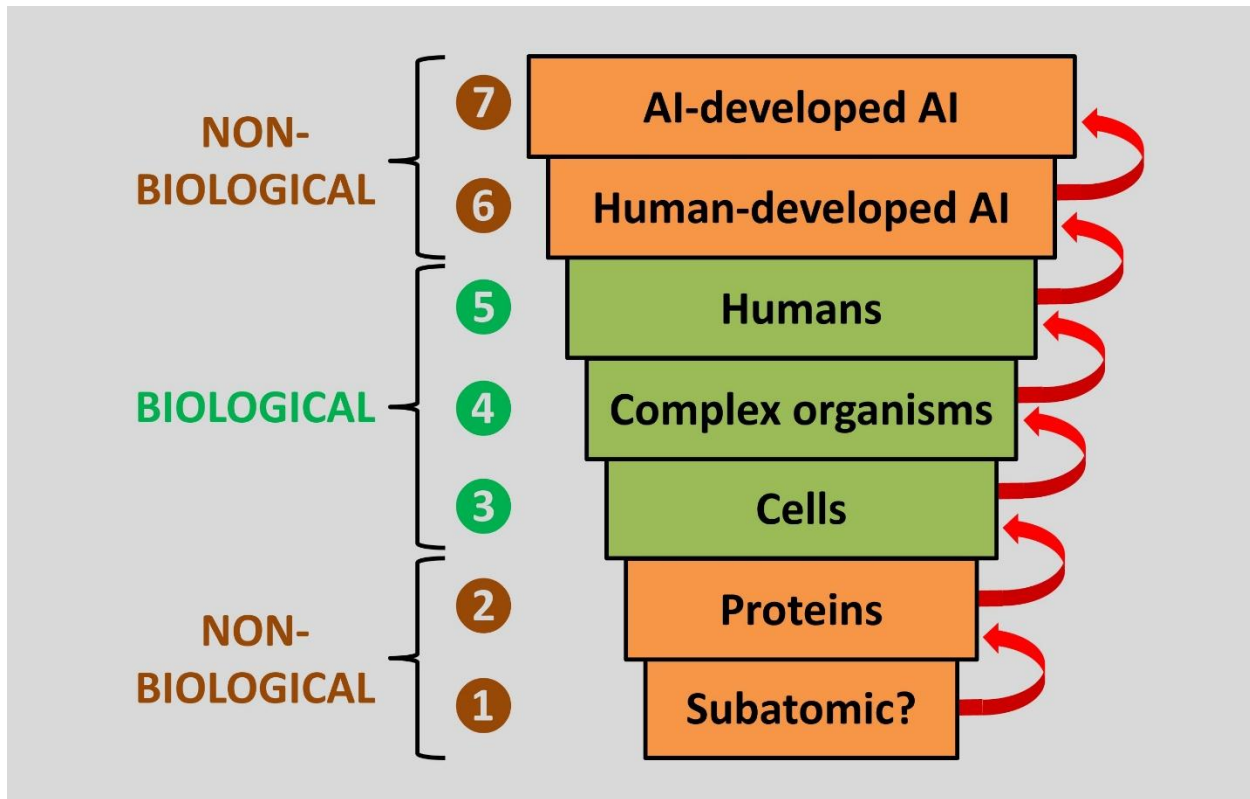 NON-
BIOLOGICAL
7
AI-developed AI
6
Human-developed AI
BIOLOGICAL
5
Humans
4
Complex organisms
3
Cells
NON-
BIOLOGICAL
2
Proteins
1
Subatomic?